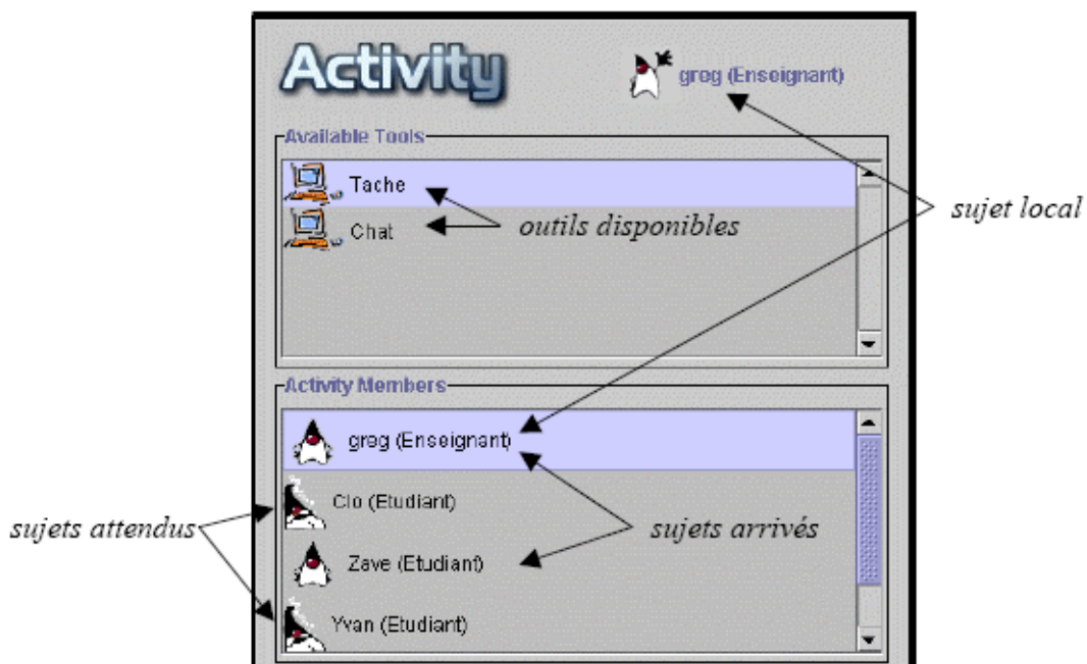 Activity
greg (Enseignant)
Available Tools
Tache
sujet local
outils disponibles
Chat
Activity Members
greg (Enseignant)
Clo (Etudiant)
sujets attendus
sujets arrivés
Zave (Etudiant)
Yvan (Etudiant)